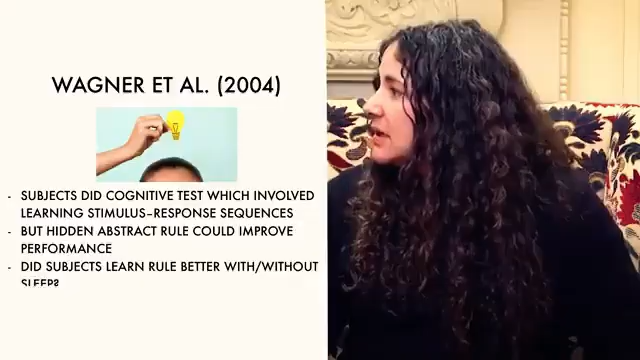 WAGNER ET AL. (2004)
- SUBJECTS DID COGNITIVE TEST WHICH INVOLVED
LEARNING STIMULUS-RESPONSE SEQUENCES
- BUT HIDDEN ABSTRACT RULE COULD IMPROVE
PERFORMANCE
- DID SUBJECTS LEARN RULE BETTER WITH/WITHOUT
SLEEP?